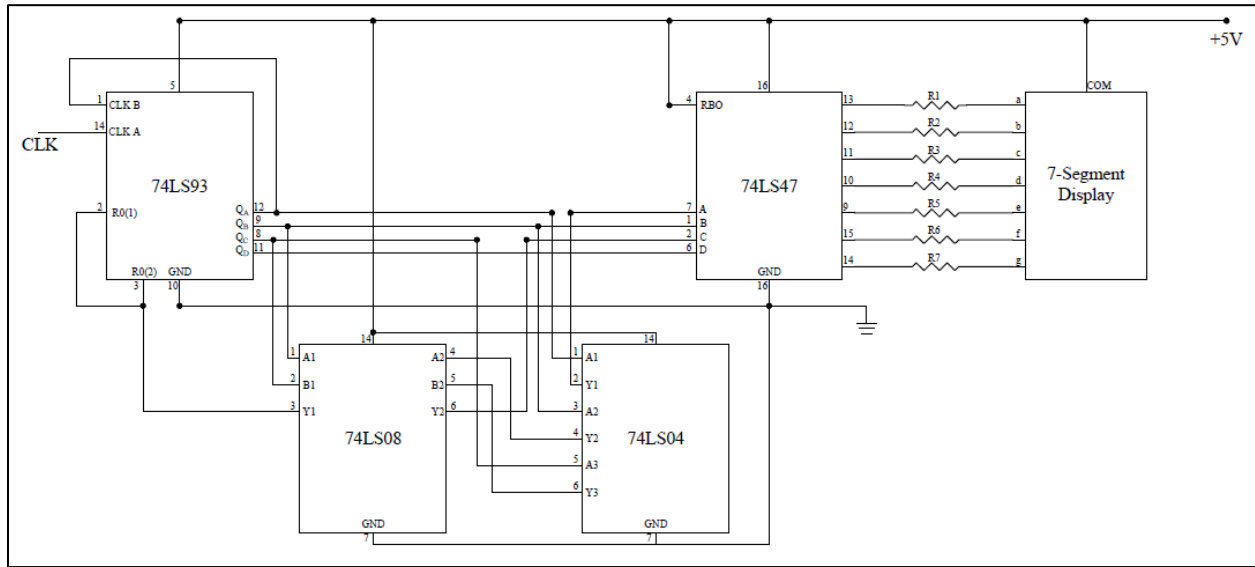 +5V
5
1 CLK B
14 CLK A
CLK
74LS93
2 R0(1)
QA 12
QB 9
QC 8
QD 11
R0(2) GND
3 10
16
4 RBO
13 R1 a
12 R2 b
11 R3 c
10 R4 d
9 R5 e
15 R6 f
14 R7 g
74LS47
7 A
1 B
2 C
6 D
GND
16
COM
7-Segment
Display
14
1 A1 A2 4
2 B1 B2 5
3 Y1 Y2 6
74LS08
GND
7
14
1 A1
2 Y1
3 A2
4 Y2
5 A3
6 Y3
74LS04
GND
7